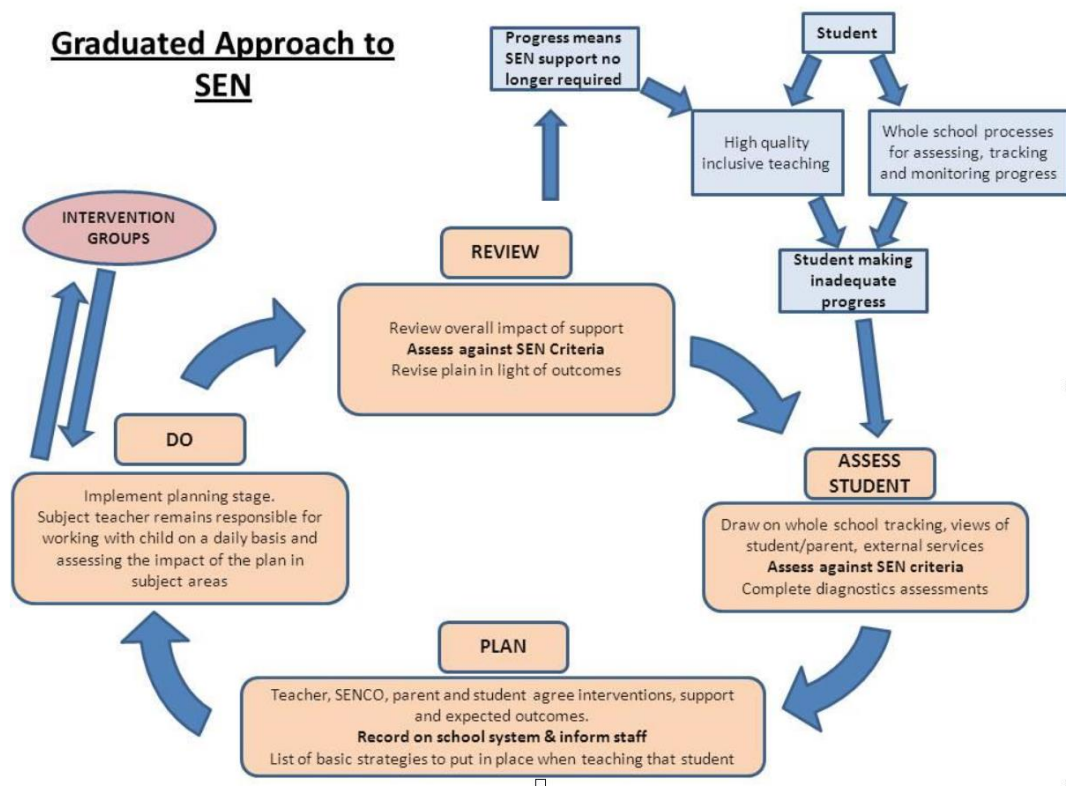 Graduated Approach to
SEN
Progress means
SEN support no
longer required
Student
High quality
inclusive teaching
Whole school processes
for assessing, tracking
and monitoring progress
Student making
inadequate
progress
INTERVENTION
GROUPS
REVIEW
Review overall impact of support
Assess against SEN Criteria
Revise plain in light of outcomes
DO
Implement planning stage.
Subject teacher remains responsible for
working with child on a daily basis and
assessing the impact of the plan in
subject areas
ASSESS
STUDENT
Draw on whole school tracking, views of
student/parent, external services
Assess against SEN criteria
Complete diagnostics assessments
PLAN
Teacher, SENCO, parent and student agree interventions, support
and expected outcomes.
Record on school system & inform staff
List of basic strategies to put in place when teaching that student